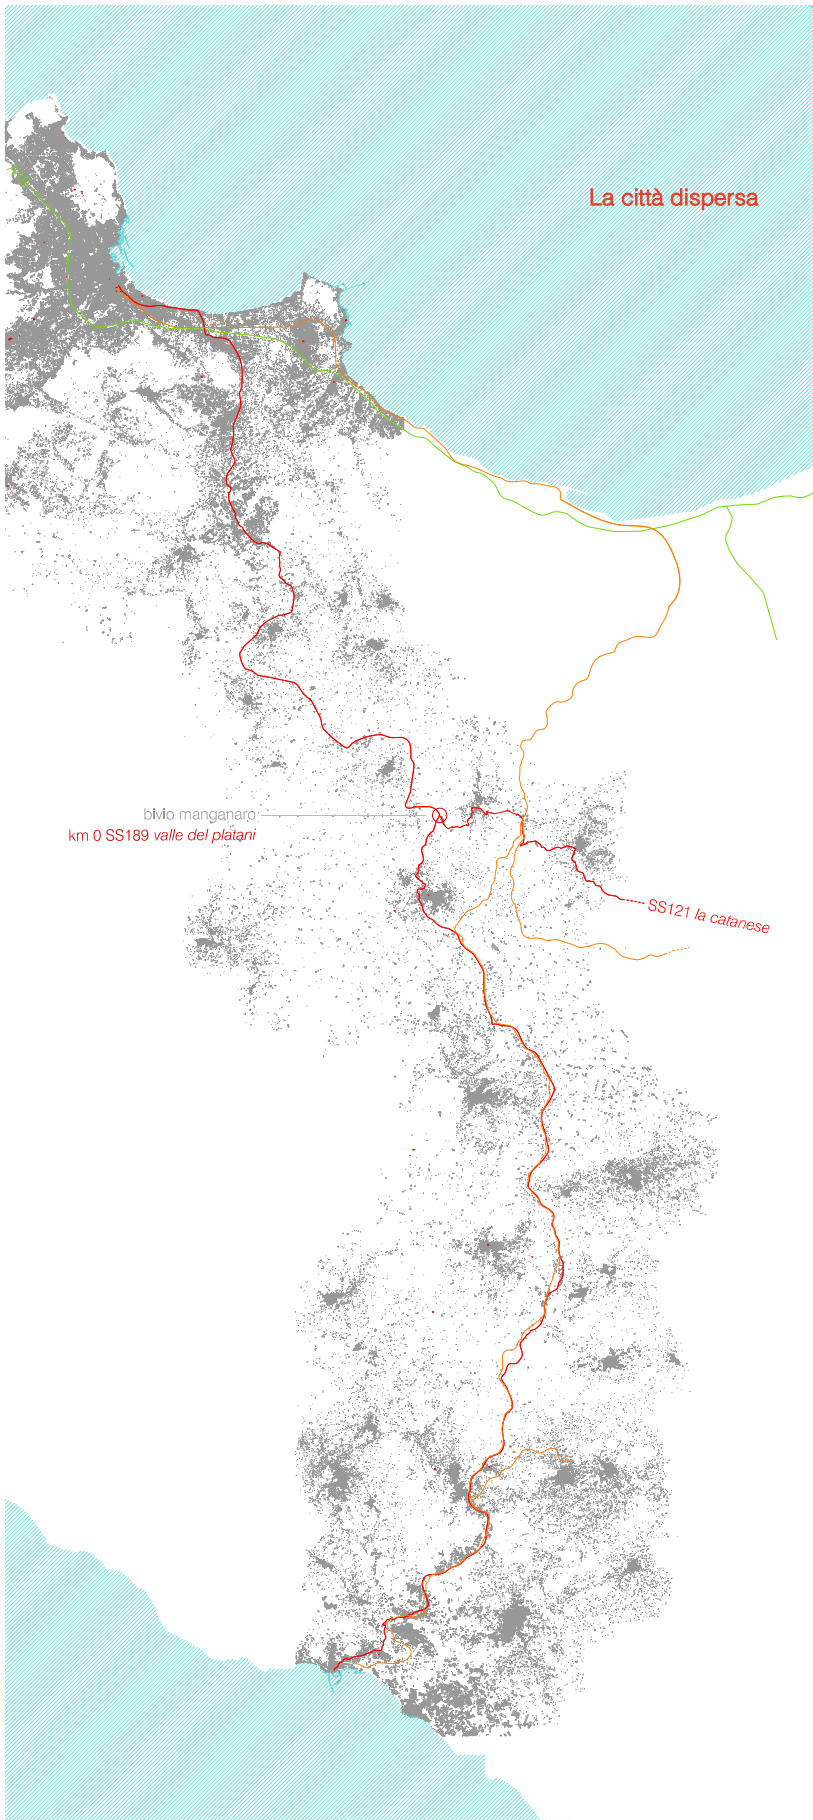 La città dispersa
bivio manganaro
km 0 SS189 valle del platani
SS121 la catanese